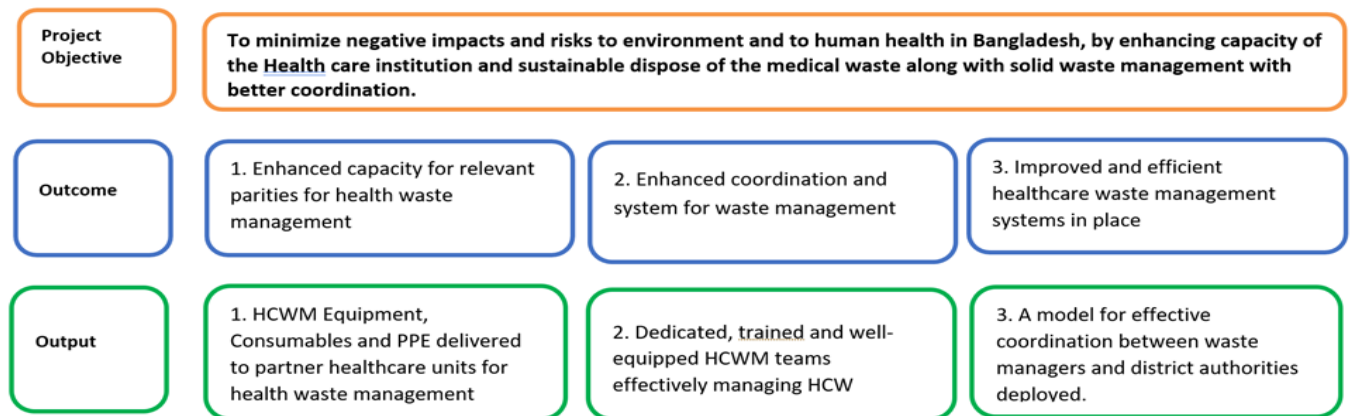 Project
Objective
To minimize negative impacts and risks to environment and to human health in Bangladesh, by enhancing capacity of
the Health care institution and sustainable dispose of the medical waste along with solid waste management with
better coordination.
Outcome
1. Enhanced capacity for relevant
parities for health waste
management
2. Enhanced coordination and
system for waste management
3. Improved and efficient
healthcare waste management
systems in place
Output
1. HCWM Equipment,
Consumables and PPE delivered
to partner healthcare units for
health waste management
2. Dedicated, trained and well-
equipped HCWM teams
effectively managing HCW
3. A model for effective
coordination between waste
managers and district authorities
deployed.